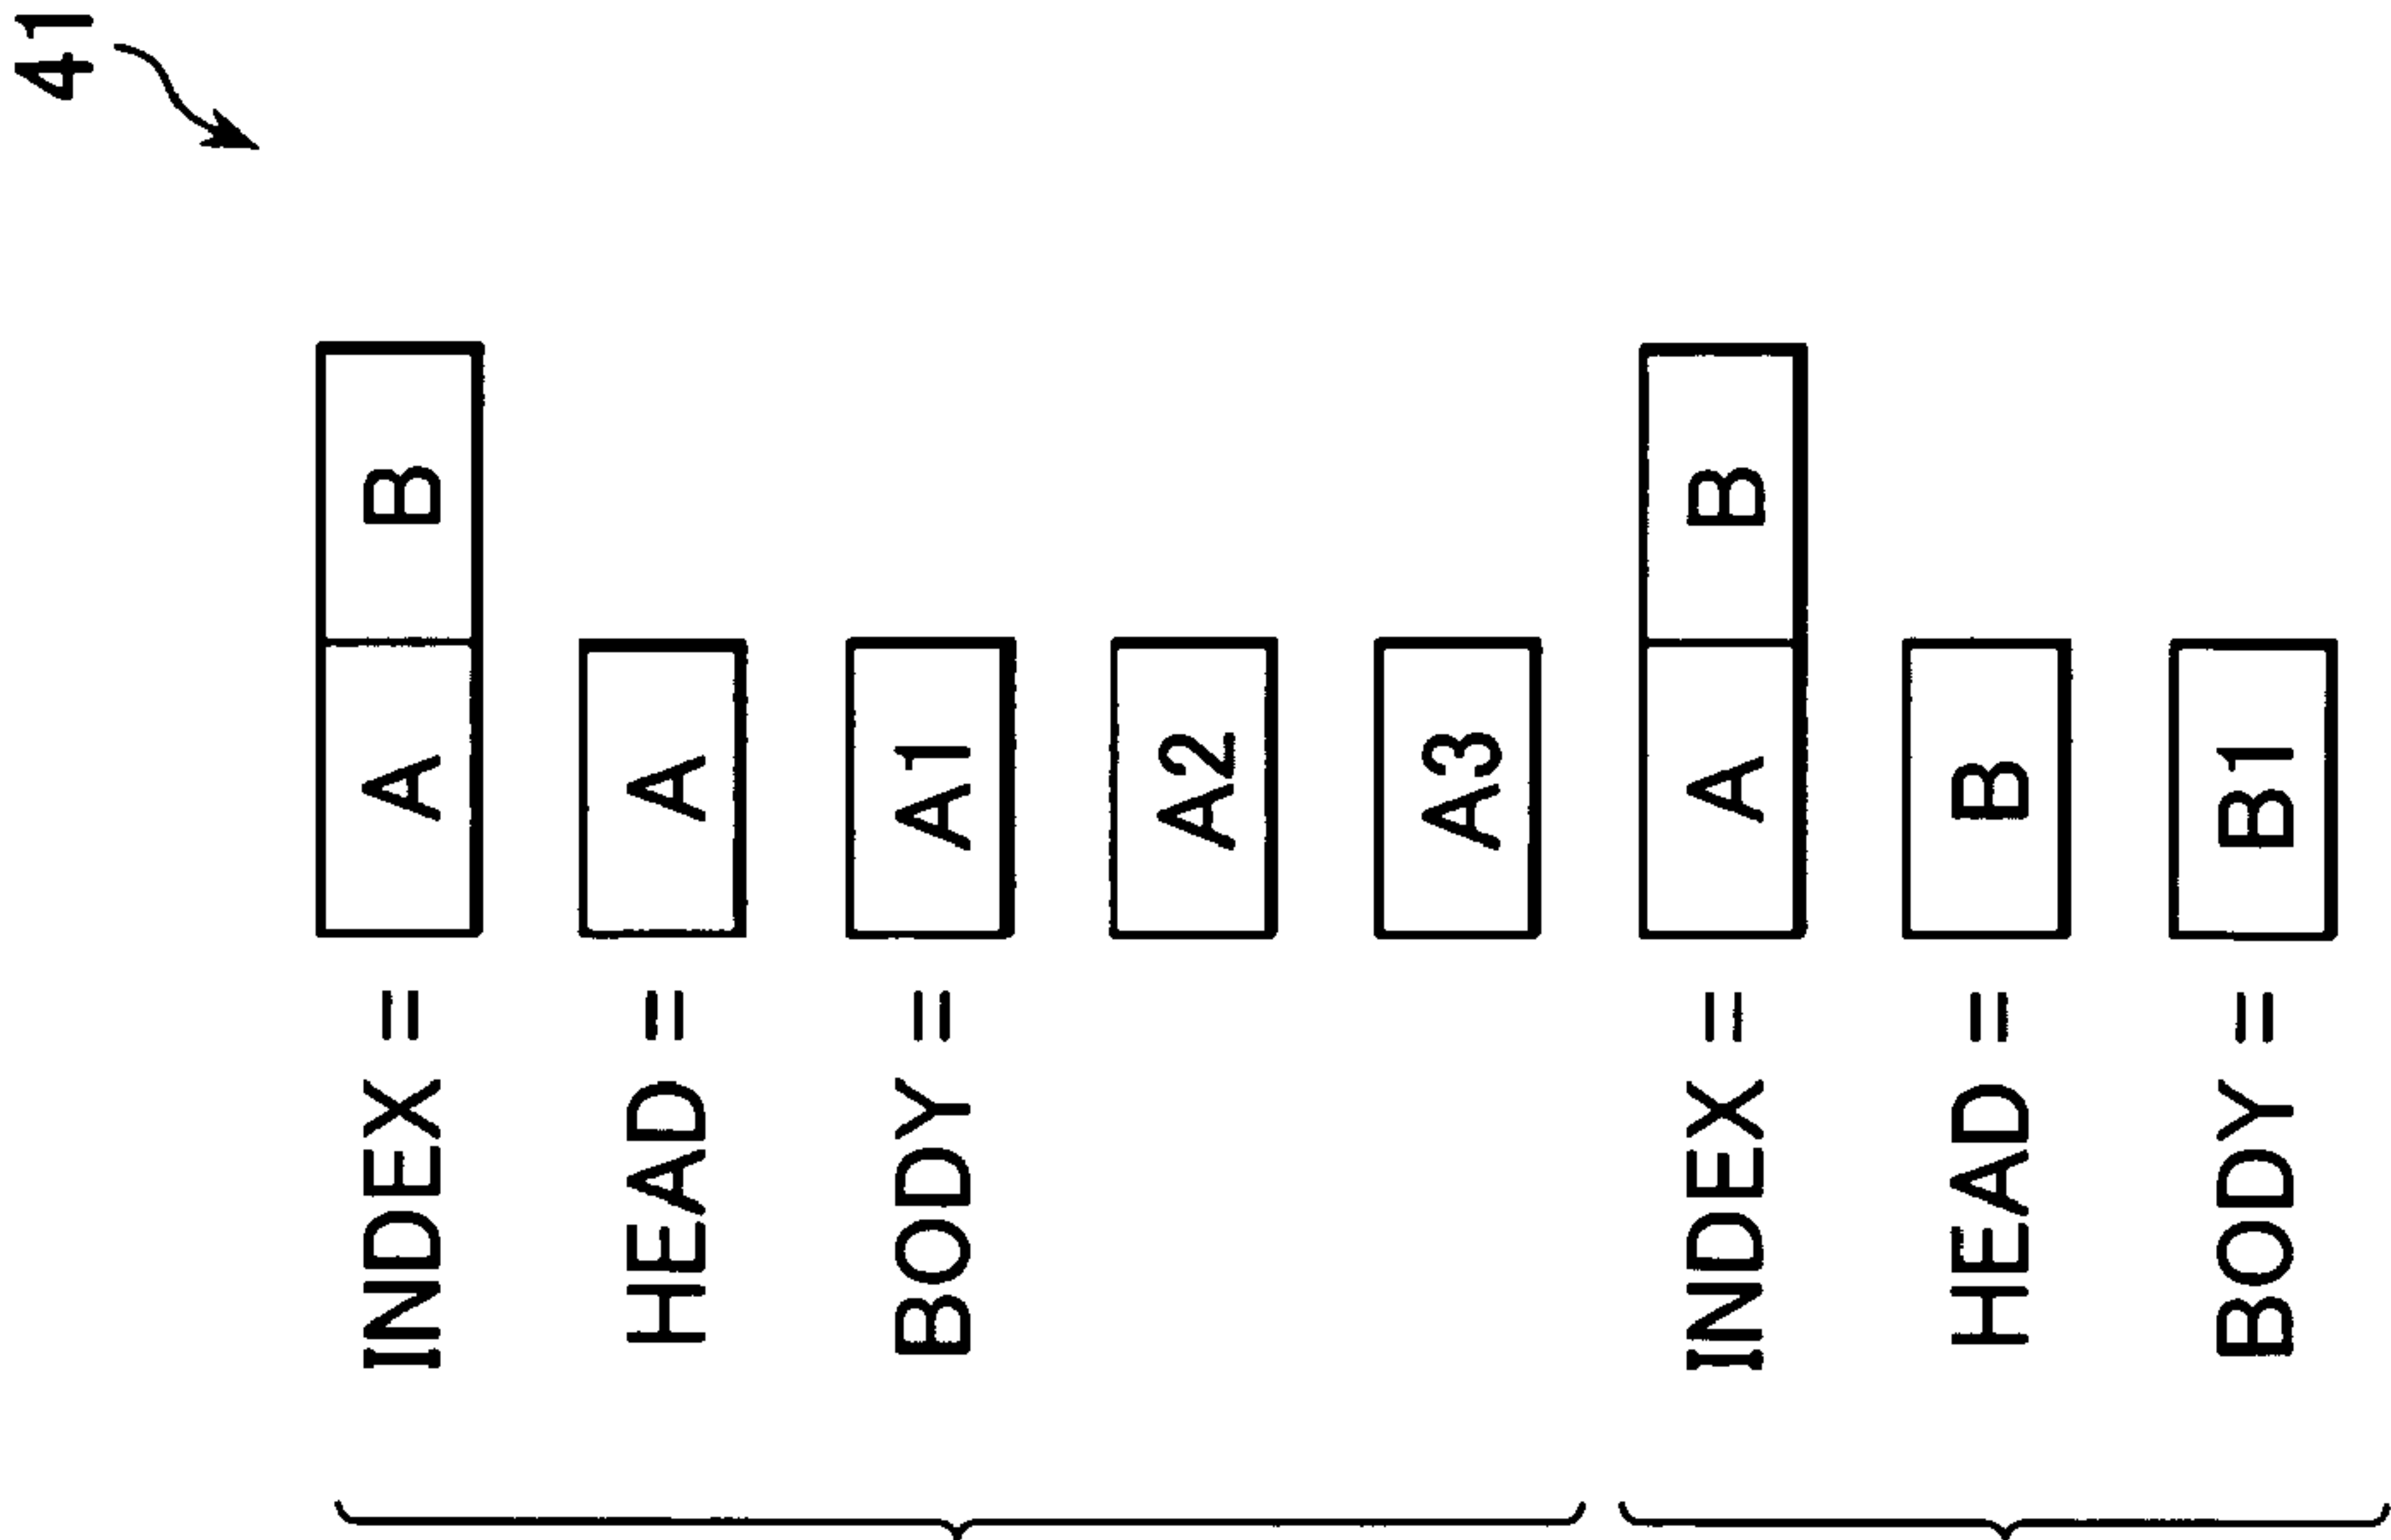 41
INDEX = A B
HEAD = A
BODY = A1
A2
A3
INDEX = A B
HEAD = B
BODY = B1